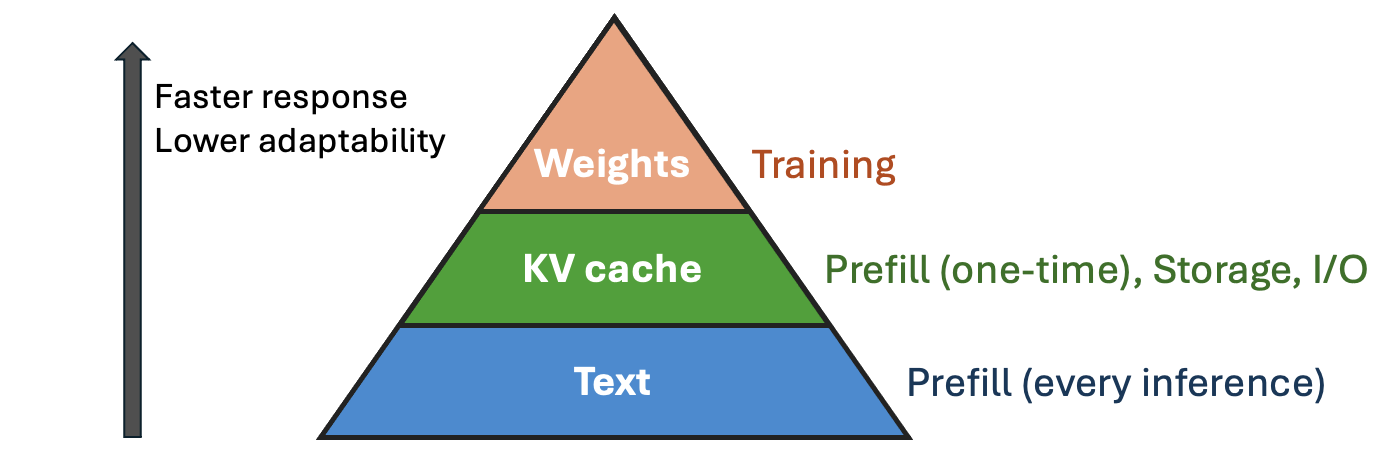 Faster response
Lower adaptability
Weights
Training
KV cache
Prefill (one-time), Storage, I/O
Text
Prefill (every inference)